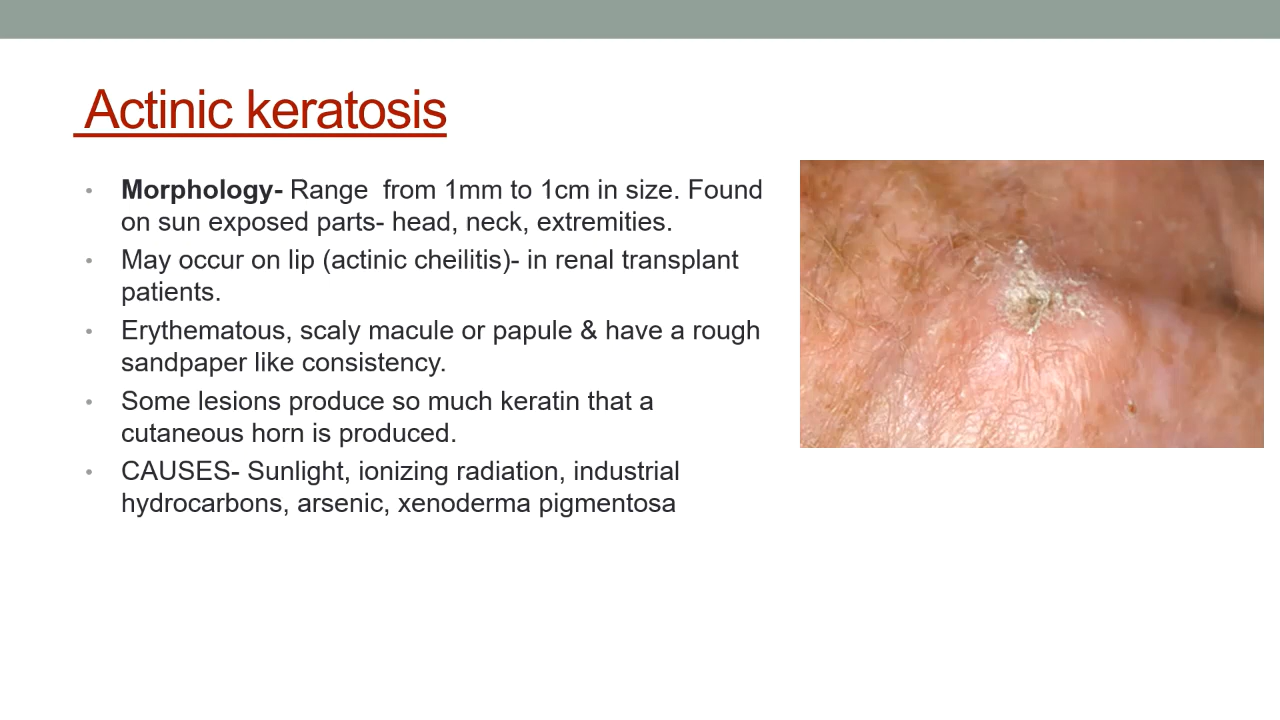 Actinic keratosis
• Morphology- Range  from 1mm to 1cm in size. Found
on sun exposed parts- head, neck, extremities.
• May occur on lip (actinic cheilitis)- in renal transplant
patients.
• Erythematous, scaly macule or papule & have a rough
sandpaper like consistency.
• Some lesions produce so much keratin that a
cutaneous horn is produced.
• CAUSES- Sunlight, ionizing radiation, industrial
hydrocarbons, arsenic, xenoderma pigmentosa